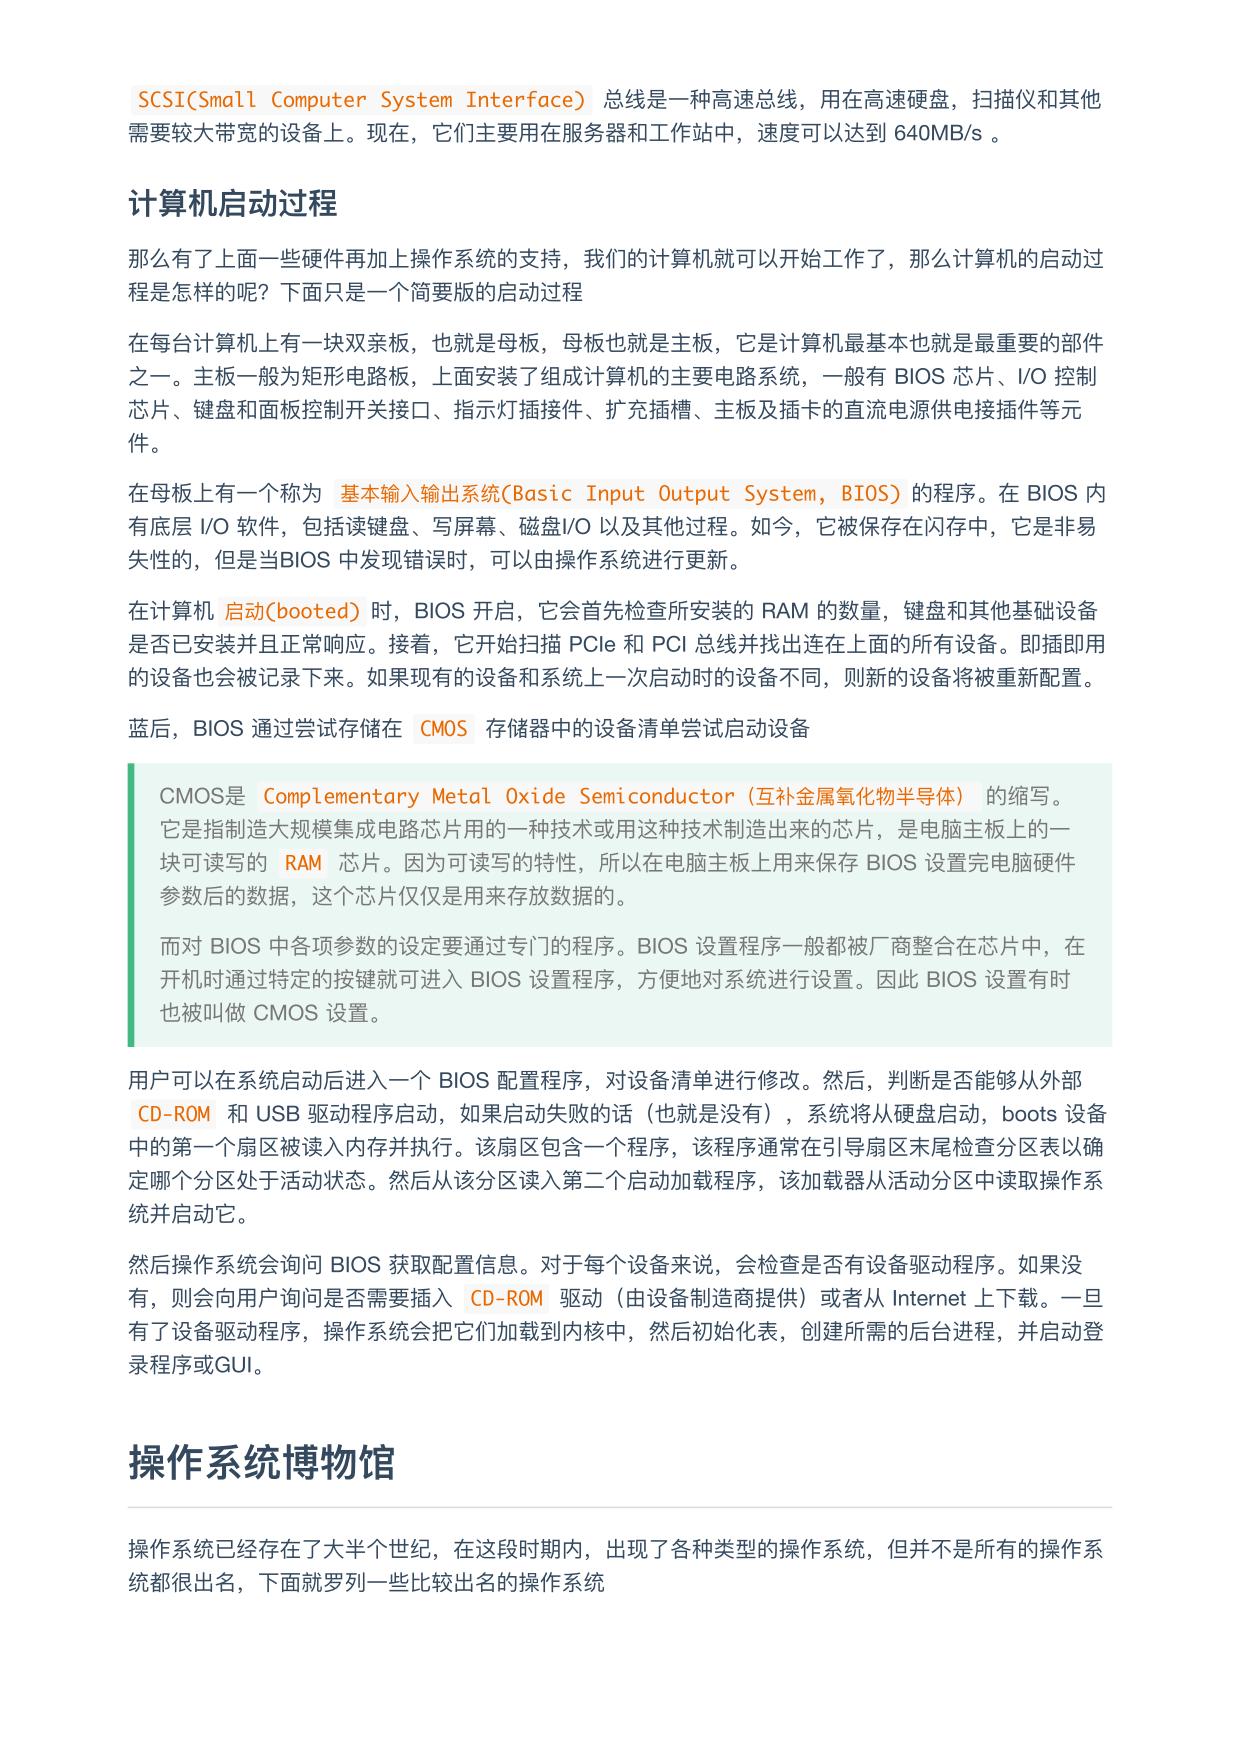 SCSI(Small Computer System Interface) 总线是一种高速总线，用在高速硬盘，扫描仪和其他
需要较大带宽的设备上。现在，它们主要用在服务器和工作站中，速度可以达到 640MB/s 。
计算机启动过程
那么有了上面一些硬件再加上操作系统的支持，我们的计算机就可以开始工作了，那么计算机的启动过
程是怎样的呢？下面只是一个简要版的启动过程
在每台计算机上有一块双亲板，也就是母板，母板也就是主板，它是计算机最基本也就是最重要的部件
之一。主板一般为矩形电路板，上面安装了组成计算机的主要电路系统，一般有 BIOS 芯片、I/O 控制
芯片、键盘和面板控制开关接口、指示灯插接件、扩充插槽、主板及插卡的直流电源供电接插件等元
件。
在母板上有一个称为 基本输入输出系统(Basic Input Output System, BIOS) 的程序。在 BIOS 内
有底层 I/O 软件，包括读键盘、写屏幕、磁盘I/O 以及其他过程。如今，它被保存在闪存中，它是非易
失性的，但是当BIOS 中发现错误时，可以由操作系统进行更新。
在计算机 启动(booted) 时，BIOS 开启，它会首先检查所安装的 RAM 的数量，键盘和其他基础设备
是否已安装并且正常响应。接着，它开始扫描 PCIe 和 PCI 总线并找出连在上面的所有设备。即插即用
的设备也会被记录下来。如果现有的设备和系统上一次启动时的设备不同，则新的设备将被重新配置。
蓝后，BIOS 通过尝试存储在 CMOS 存储器中的设备清单尝试启动设备
CMOS是 Complementary Metal Oxide Semiconductor（互补金属氧化物半导体） 的缩写。
它是指制造大规模集成电路芯片用的一种技术或用这种技术制造出来的芯片，是电脑主板上的一
块可读写的 RAM 芯片。因为可读写的特性，所以在电脑主板上用来保存 BIOS 设置完电脑硬件
参数后的数据，这个芯片仅仅是用来存放数据的。
而对 BIOS 中各项参数的设定要通过专门的程序。BIOS 设置程序一般都被厂商整合在芯片中，在
开机时通过特定的按键就可进入 BIOS 设置程序，方便地对系统进行设置。因此 BIOS 设置有时
也被叫做 CMOS 设置。
用户可以在系统启动后进入一个 BIOS 配置程序，对设备清单进行修改。然后，判断是否能够从外部
CD-ROM 和 USB 驱动程序启动，如果启动失败的话（也就是没有），系统将从硬盘启动，boots 设备
中的第一个扇区被读入内存并执行。该扇区包含一个程序，该程序通常在引导扇区末尾检查分区表以确
定哪个分区处于活动状态。然后从该分区读入第二个启动加载程序，该加载器从活动分区中读取操作系
统并启动它。
然后操作系统会询问 BIOS 获取配置信息。对于每个设备来说，会检查是否有设备驱动程序。如果没
有，则会向用户询问是否需要插入 CD-ROM 驱动（由设备制造商提供）或者从 Internet 上下载。一旦
有了设备驱动程序，操作系统会把它们加载到内核中，然后初始化表，创建所需的后台进程，并启动登
录程序或GUI。
操作系统博物馆
操作系统已经存在了大半个世纪，在这段时期内，出现了各种类型的操作系统，但并不是所有的操作系
统都很出名，下面就罗列一些比较出名的操作系统